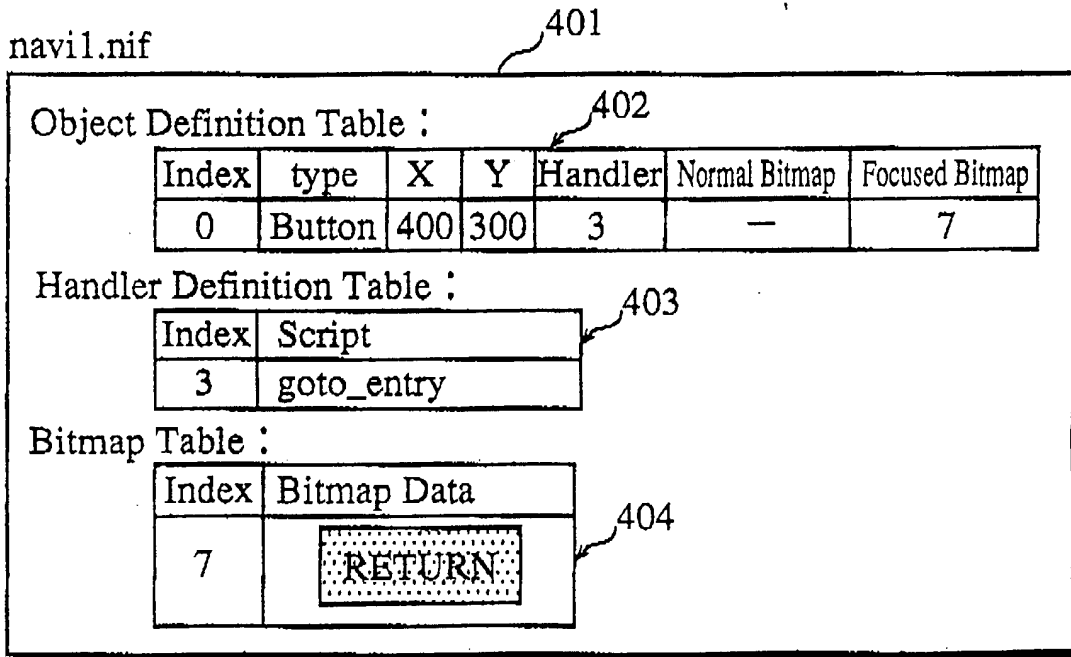 401
navi1.nif
Object Definition Table :
402
Index type X Y Handler Normal Bitmap Focused Bitmap
0 Button 400 300 3 — 7
Handler Definition Table :
403
Index Script
3 goto_entry
Bitmap Table :
Index Bitmap Data
404
7 RETURN